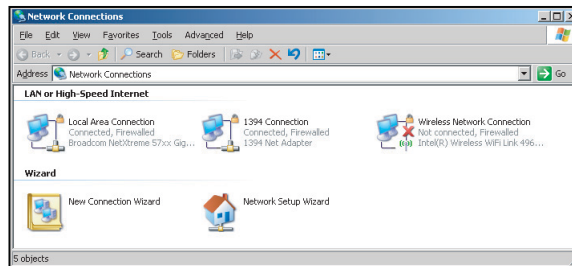 Network Connections
File Edit View Favorites Tools Advanced Help
Back Search Folders
Address Network Connections Go
LAN or High-Speed Internet
Local Area Connection
Connected, Firewalled
Broadcom NetXtreme 57xx Gig...
1394 Connection
Connected, Firewalled
1394 Net Adapter
Wireless Network Connection
Not connected, Firewalled
Intel(R) Wireless WiFi Link 496...
Wizard
New Connection Wizard
Network Setup Wizard
5 objects